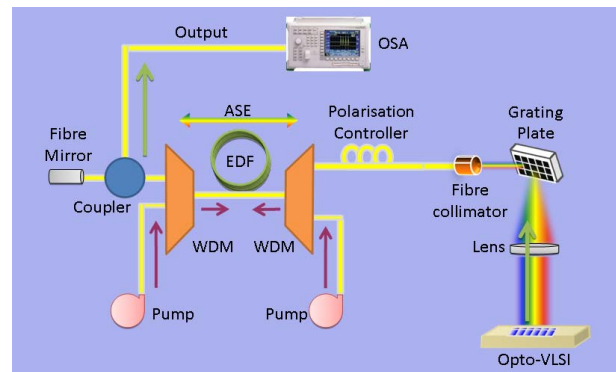 Output
OSA
ASE
Polarisation
Controller
Grating
Plate
Fibre
Mirror
EDF
Coupler
Fibre
collimator
WDM
WDM
Lens
Pump
Pump
Opto-VLSI